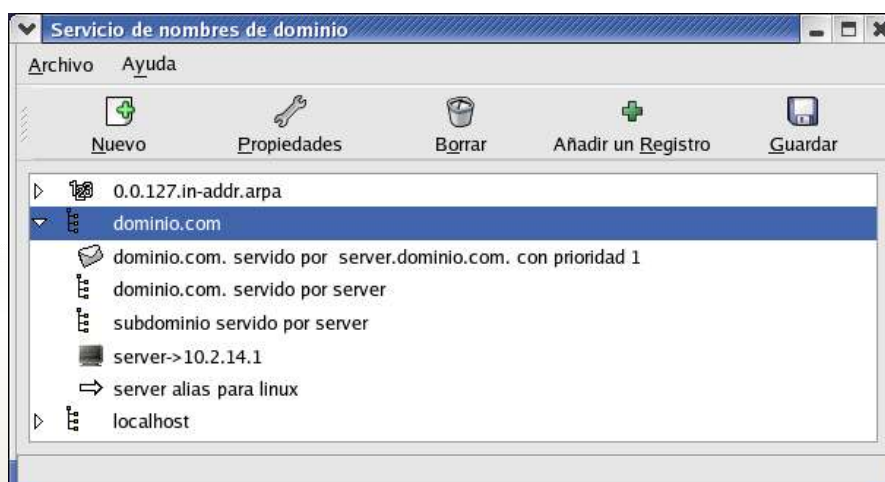 Servicio de nombres de dominio
Archivo Ayuda
Nuevo Propiedades Borrar Añadir un Registro Guardar
0.0.127.in-addr.arpa
dominio.com
dominio.com. servido por server.dominio.com. con prioridad 1
dominio.com. servido por server
subdominio servido por server
server->10.2.14.1
server alias para linux
localhost